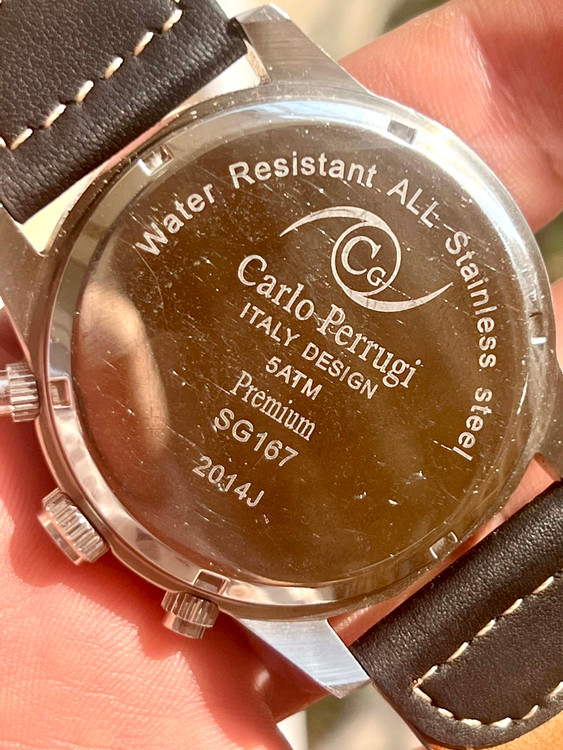 Water Resistant ALL Stainless steel
CG
Carlo Perrugi
ITALY DESIGN
5ATM
Premium
SG167
2014J